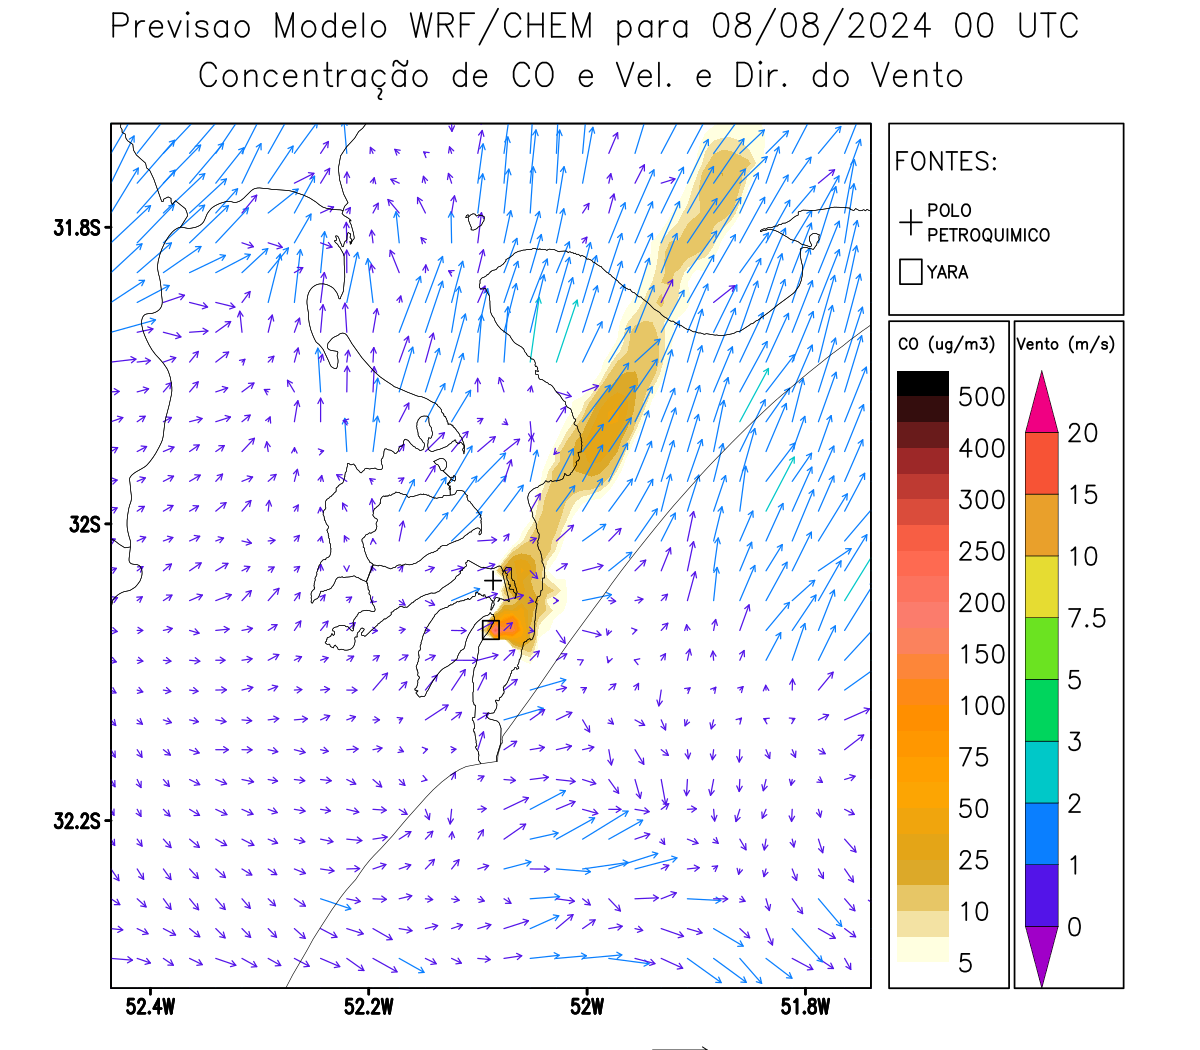 Previsao Modelo WRF/CHEM para 08/08/2024 00 UTC
Concentração de CO e Vel. e Dir. do Vento
FONTES:
POLO
PETROQUIMICO
YARA
CO (ug/m3)
500
400
300
250
200
150
100
75
50
25
10
5
Vento (m/s)
20
15
10
7.5
5
3
2
1
0
31.8S
32S
32.2S
52.4W
52.2W
52W
51.8W